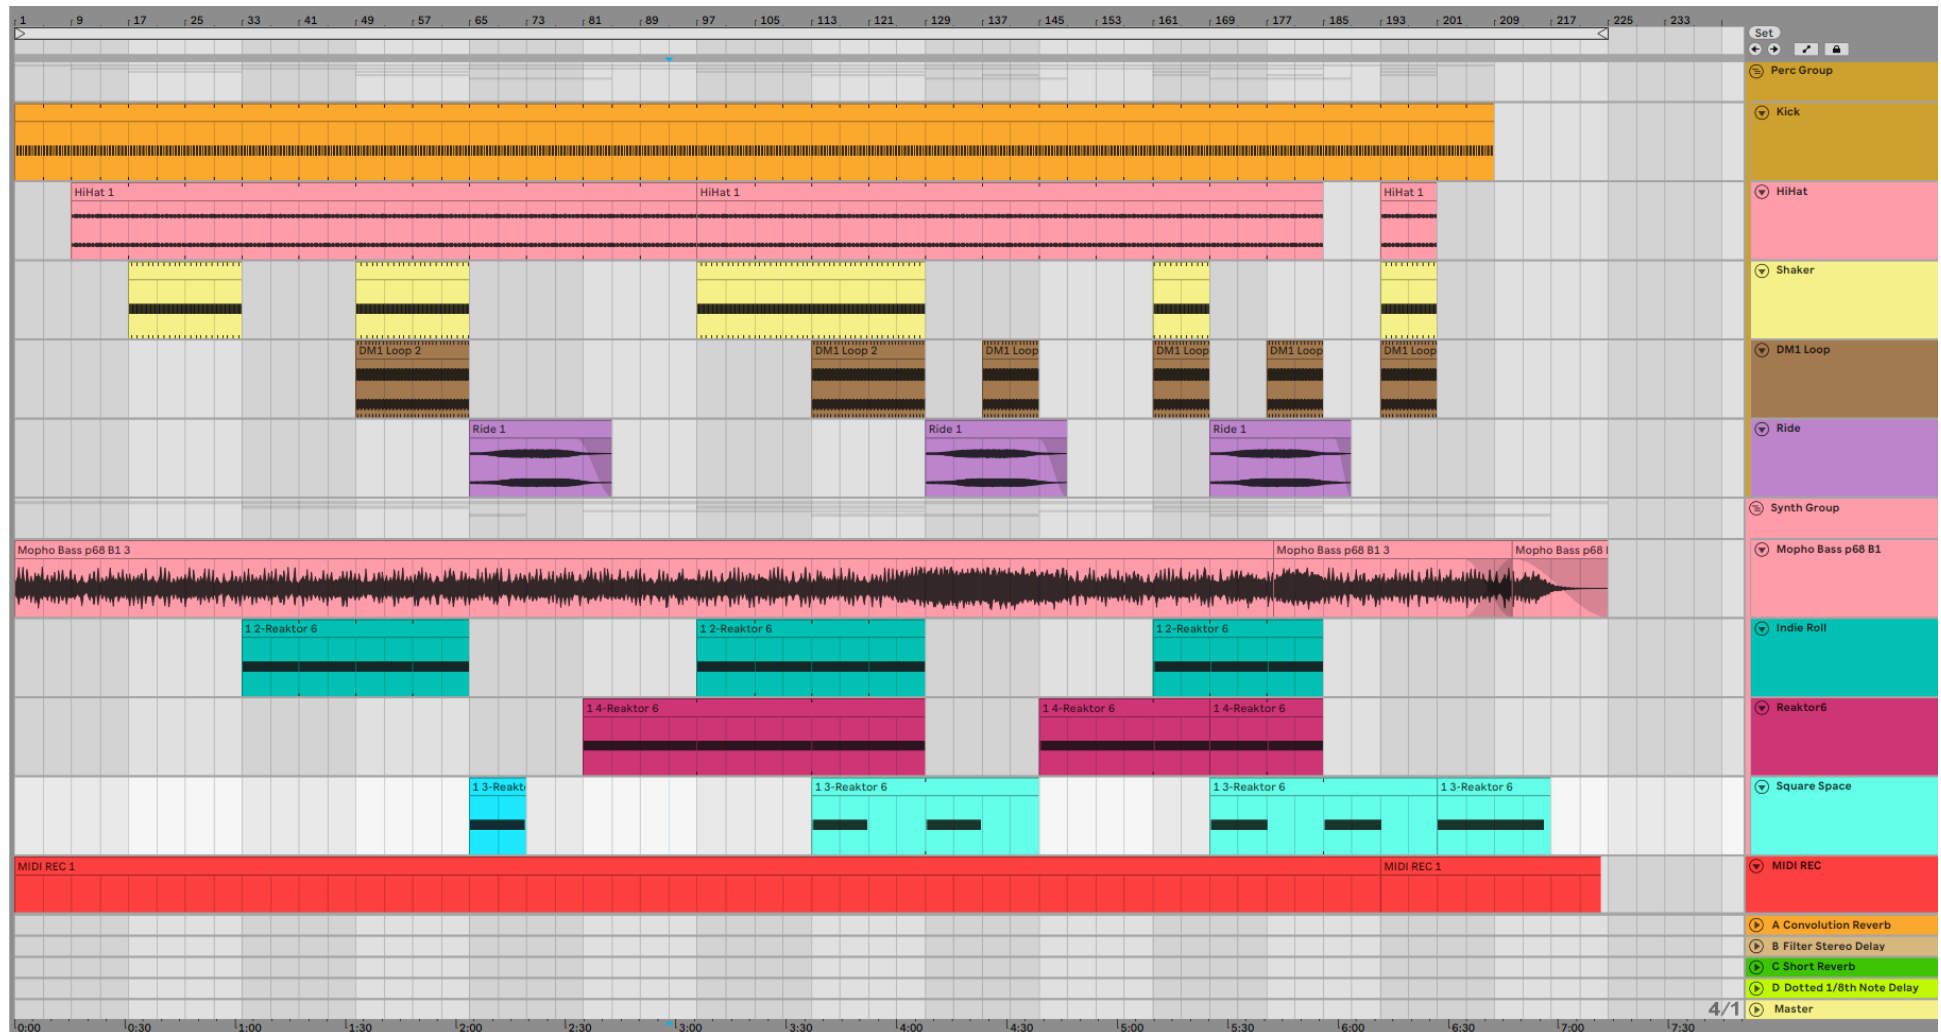 1 9 17 25 33 41 49 57 65 73 81 89 97 105 113 121 129 137 145 153 161 169 177 185 193 201 209 217 225 233
Set
Perc Group
Kick
HiHat 1 HiHat 1 HiHat 1 HiHat
Shaker
DM1 Loop 2 DM1 Loop 2 DM1 Loop DM1 Loop DM1 Loop DM1 Loop DM1 Loop
Ride 1 Ride 1 Ride 1 Ride
Synth Group
Mopho Bass p68 B1 3 Mopho Bass p68 B1 3 Mopho Bass p68 Mopho Bass p68 B1
1 2-Reaktor 6 1 2-Reaktor 6 1 2-Reaktor 6 Indie Roll
1 4-Reaktor 6 1 4-Reaktor 6 1 4-Reaktor 6 Reaktor6
1 3-Reakt 1 3-Reaktor 6 1 3-Reaktor 6 1 3-Reaktor 6 Square Space
MIDI REC 1 MIDI REC 1 MIDI REC
A Convolution Reverb
B Filter Stereo Delay
C Short Reverb
D Dotted 1/8th Note Delay
4/1 Master
0:00 0:30 1:00 1:30 2:00 2:30 3:00 3:30 4:00 4:30 5:00 5:30 6:00 6:30 7:00 7:30